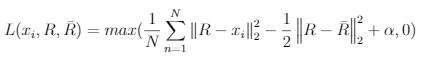 L(x_i, R, \bar{R}) = max(\frac{1}{N} \sum_{n=1}^{N} \|R - x_i\|_2^2 - \frac{1}{2} \|R - \bar{R}\|_2^2 + \alpha, 0)